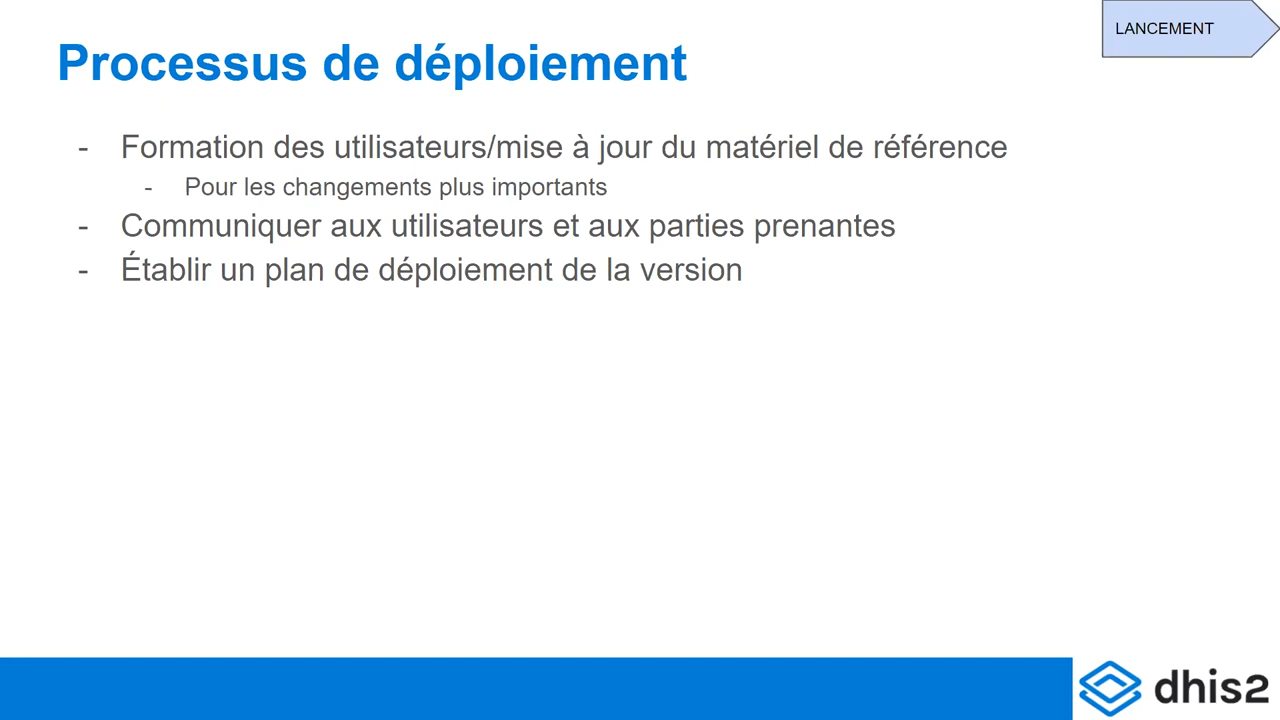 LANCEMENT
Processus de déploiement
- Formation des utilisateurs/mise à jour du matériel de référence
- Pour les changements plus importants
- Communiquer aux utilisateurs et aux parties prenantes
- Établir un plan de déploiement de la version
dhis2